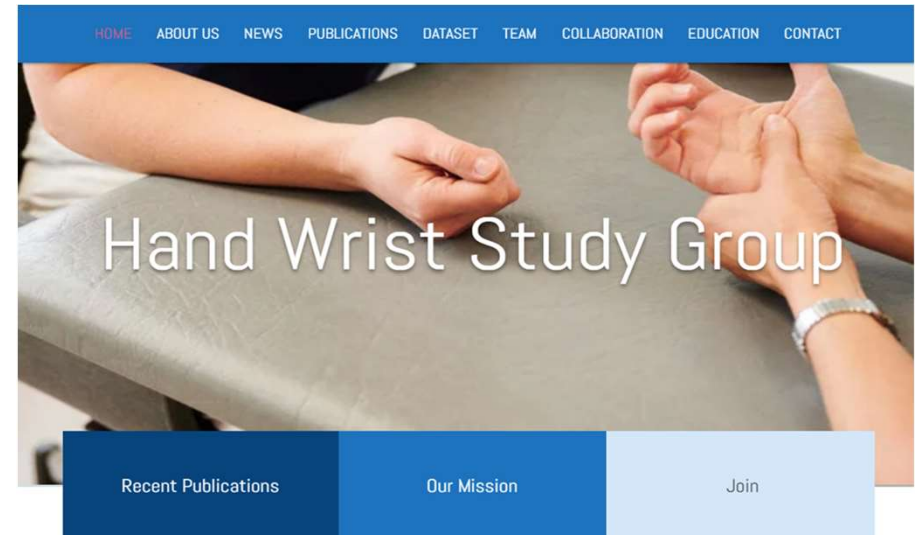 HOME ABOUT US NEWS PUBLICATIONS DATASET TEAM COLLABORATION EDUCATION CONTACT
Hand Wrist Study Group
Recent Publications Our Mission Join